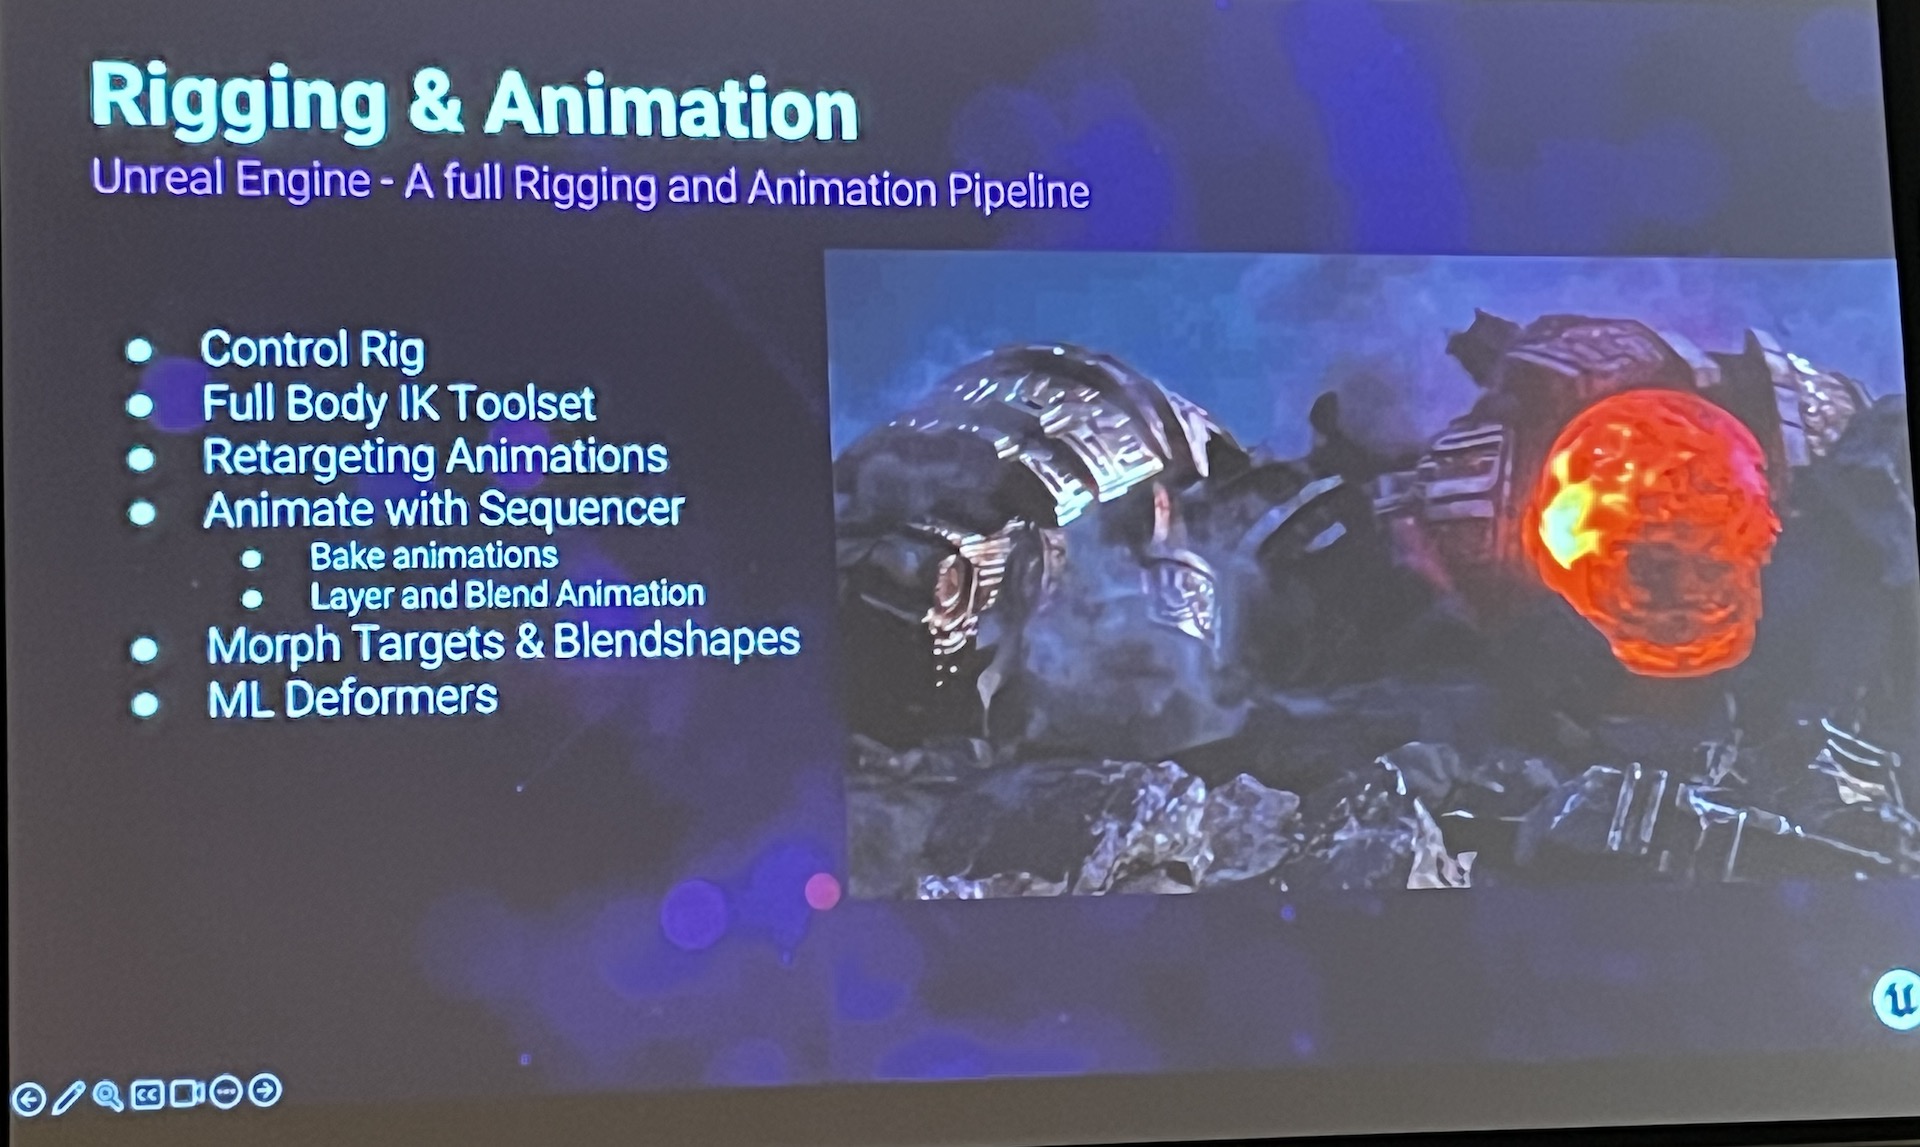 Rigging & Animation
Unreal Engine - A full Rigging and Animation Pipeline
Control Rig
Full Body IK Toolset
Retargeting Animations
Animate with Sequencer
Bake animations
Layer and Blend Animation
Morph Targets & Blendshapes
ML Deformers
CC